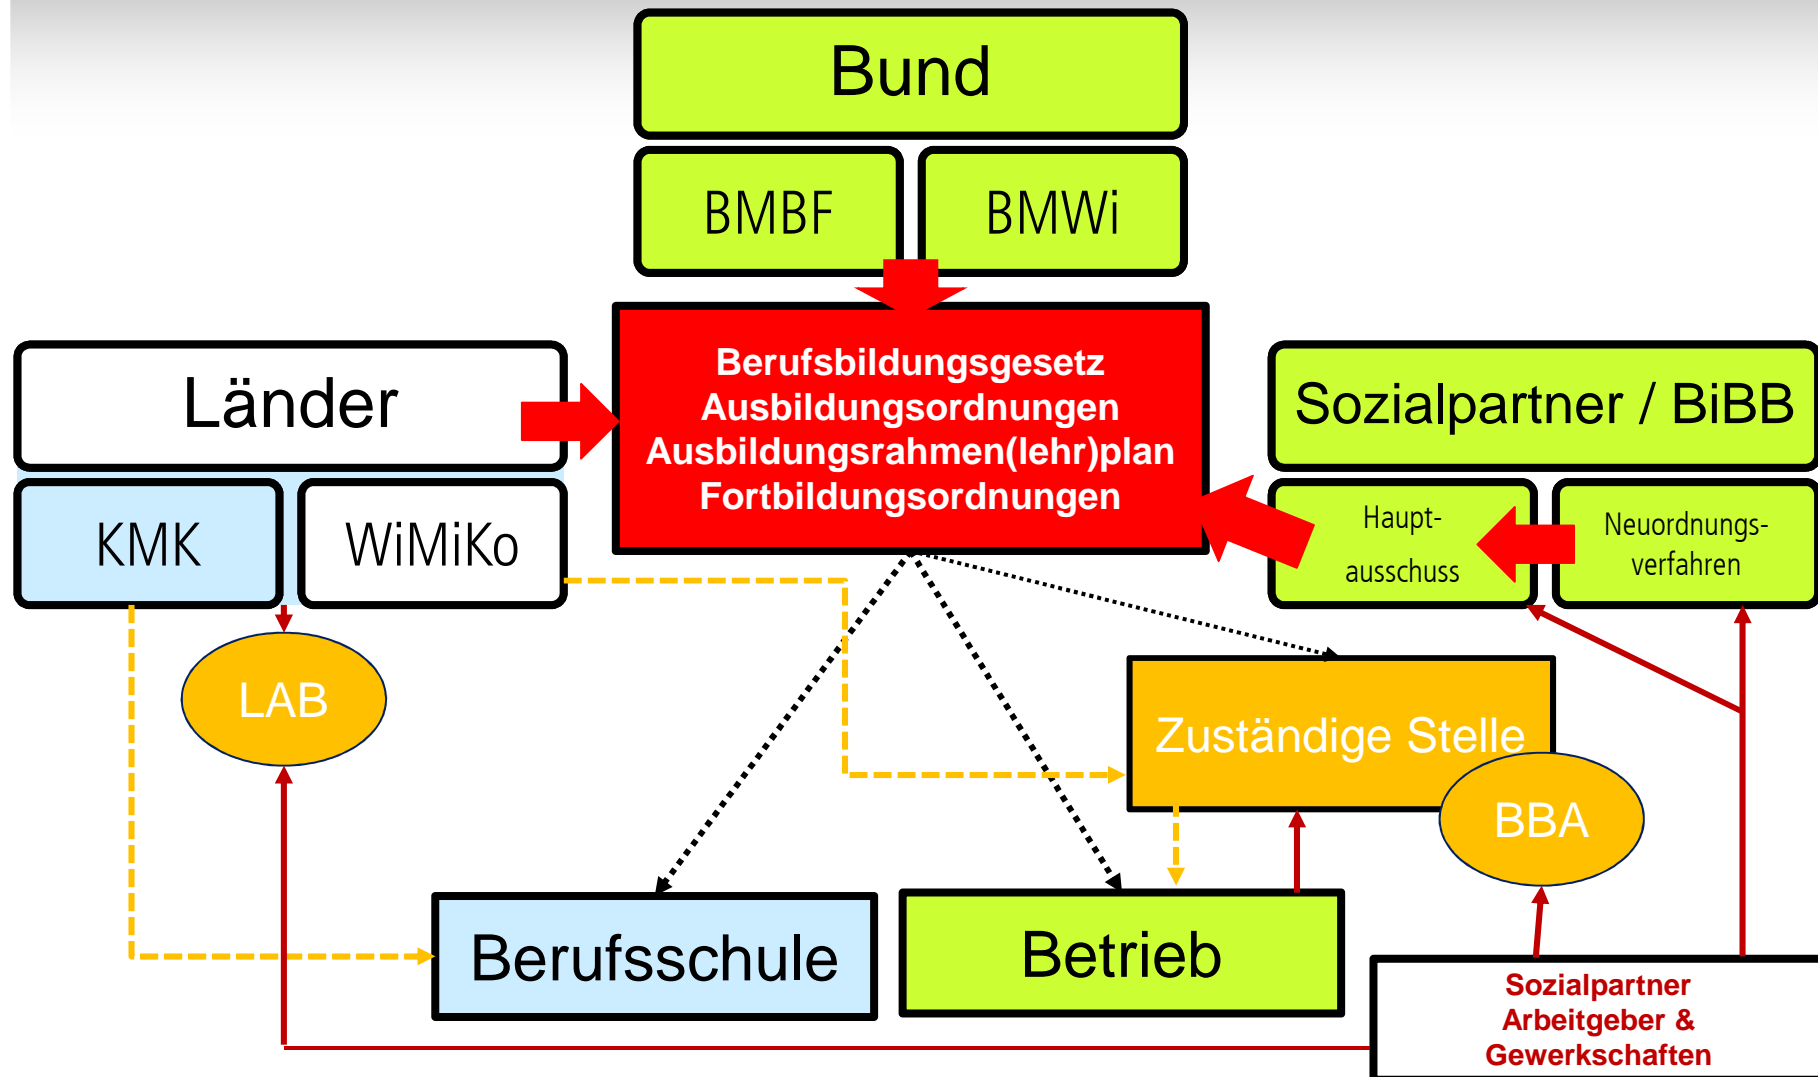 Bund
BMBF
BMWi
Berufsbildungsgesetz
Ausbildungsordnungen
Ausbildungsrahmen(lehr)plan
Fortbildungsordnungen
Länder
KMK
WiMiKo
Sozialpartner / BiBB
Haupt-
ausschuss
Neuordnungs-
verfahren
LAB
Zuständige Stelle
BBA
Berufsschule
Betrieb
Sozialpartner
Arbeitgeber &
Gewerkschaften